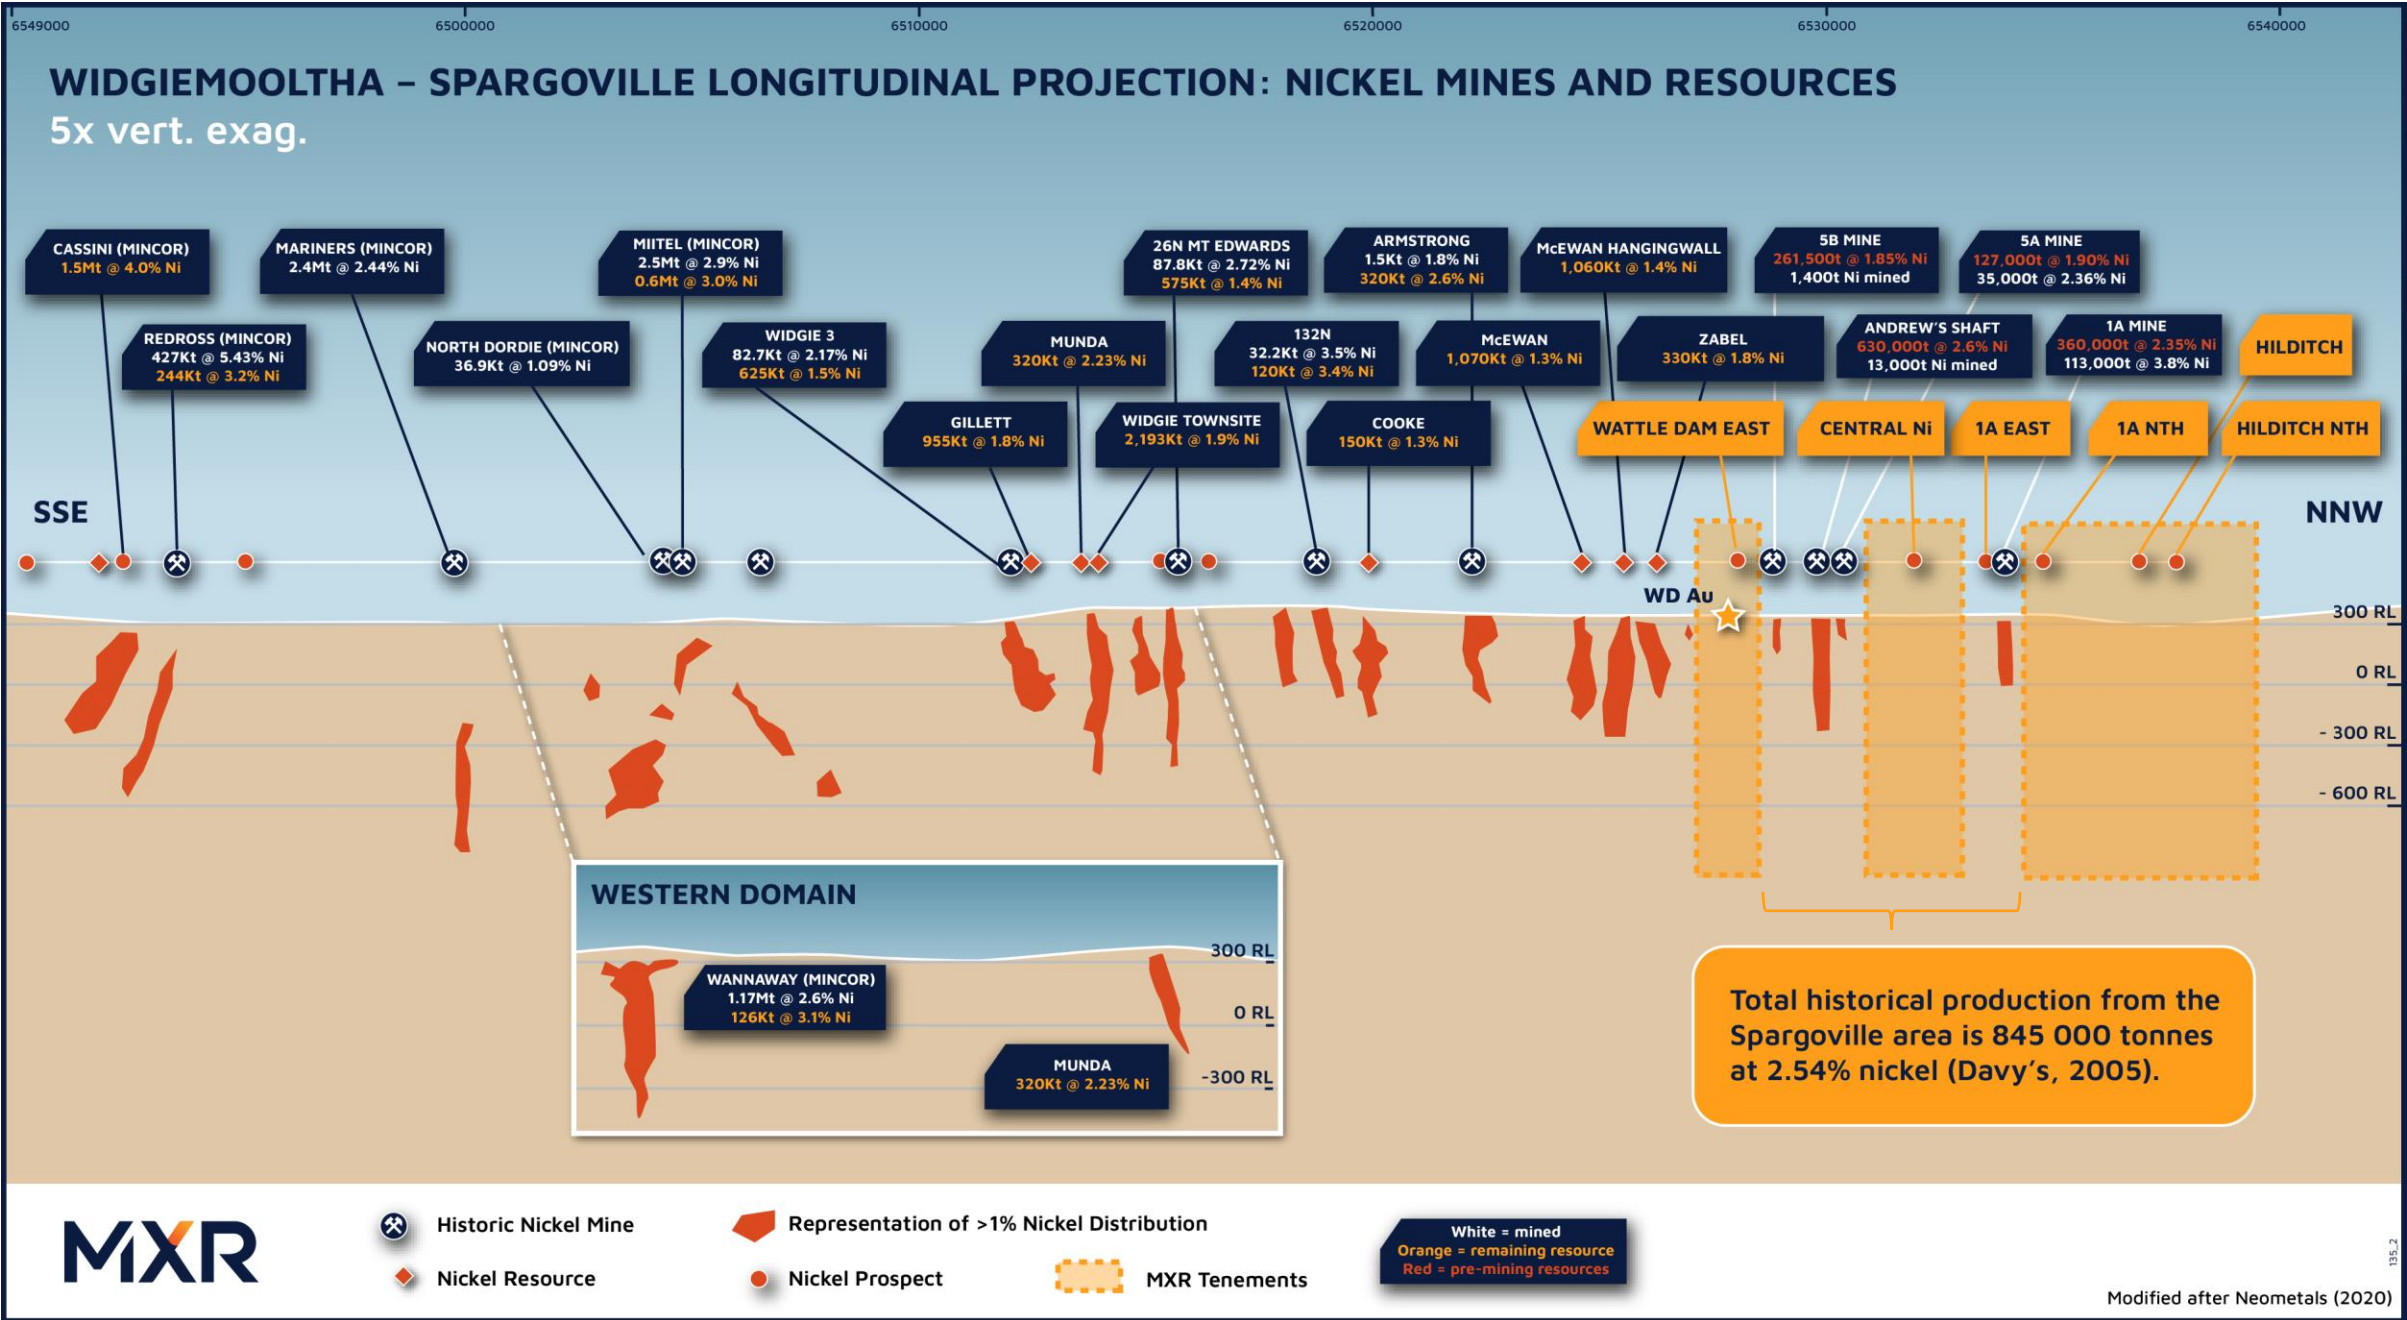 6549000
6500000
6510000
6520000
6530000
6540000
WIDGIEMOOLTHA – SPARGOVILLE LONGITUDINAL PROJECTION: NICKEL MINES AND RESOURCES
5x vert. exag.
CASSINI (MINCOR)
1.5Mt @ 4.0% Ni
MARINERS (MINCOR)
2.4Mt @ 2.44% Ni
MIITEL (MINCOR)
2.5Mt @ 2.9% Ni
0.6Mt @ 3.0% Ni
26N MT EDWARDS
87.8Kt @ 2.72% Ni
575Kt @ 1.4% Ni
ARMSTRONG
1.5Kt @ 1.8% Ni
320Kt @ 2.6% Ni
McEWAN HANGINGWALL
1,060Kt @ 1.4% Ni
5B MINE
261,500t @ 1.85% Ni
1,400t Ni mined
5A MINE
127,000t @ 1.90% Ni
35,000t @ 2.36% Ni
REDROSS (MINCOR)
427Kt @ 5.43% Ni
244Kt @ 3.2% Ni
NORTH DORDIE (MINCOR)
36.9Kt @ 1.09% Ni
WIDGIE 3
82.7Kt @ 2.17% Ni
625Kt @ 1.5% Ni
MUNDA
320Kt @ 2.23% Ni
132N
32.2Kt @ 3.5% Ni
120Kt @ 3.4% Ni
McEWAN
1,070Kt @ 1.3% Ni
ZABEL
330Kt @ 1.8% Ni
ANDREW'S SHAFT
630,000t @ 2.6% Ni
13,000t Ni mined
1A MINE
360,000t @ 2.35% Ni
113,000t @ 3.8% Ni
HILDITCH
GILLETT
955Kt @ 1.8% Ni
WIDGIE TOWNSITE
2,193Kt @ 1.9% Ni
COOKE
150Kt @ 1.3% Ni
WATTLE DAM EAST
CENTRAL Ni
1A EAST
1A NTH
HILDITCH NTH
SSE
NNW
WD Au
300 RL
0 RL
- 300 RL
- 600 RL
WESTERN DOMAIN
300 RL
0 RL
-300 RL
WANNAWAY (MINCOR)
1.17Mt @ 2.6% Ni
126Kt @ 3.1% Ni
MUNDA
320Kt @ 2.23% Ni
Total historical production from the
Spargoville area is 845 000 tonnes
at 2.54% nickel (Davy's, 2005).
MXR
Historic Nickel Mine
Nickel Resource
Representation of >1% Nickel Distribution
Nickel Prospect
MXR Tenements
White = mined
Orange = remaining resource
Red = pre-mining resources
135_2
Modified after Neometals (2020)